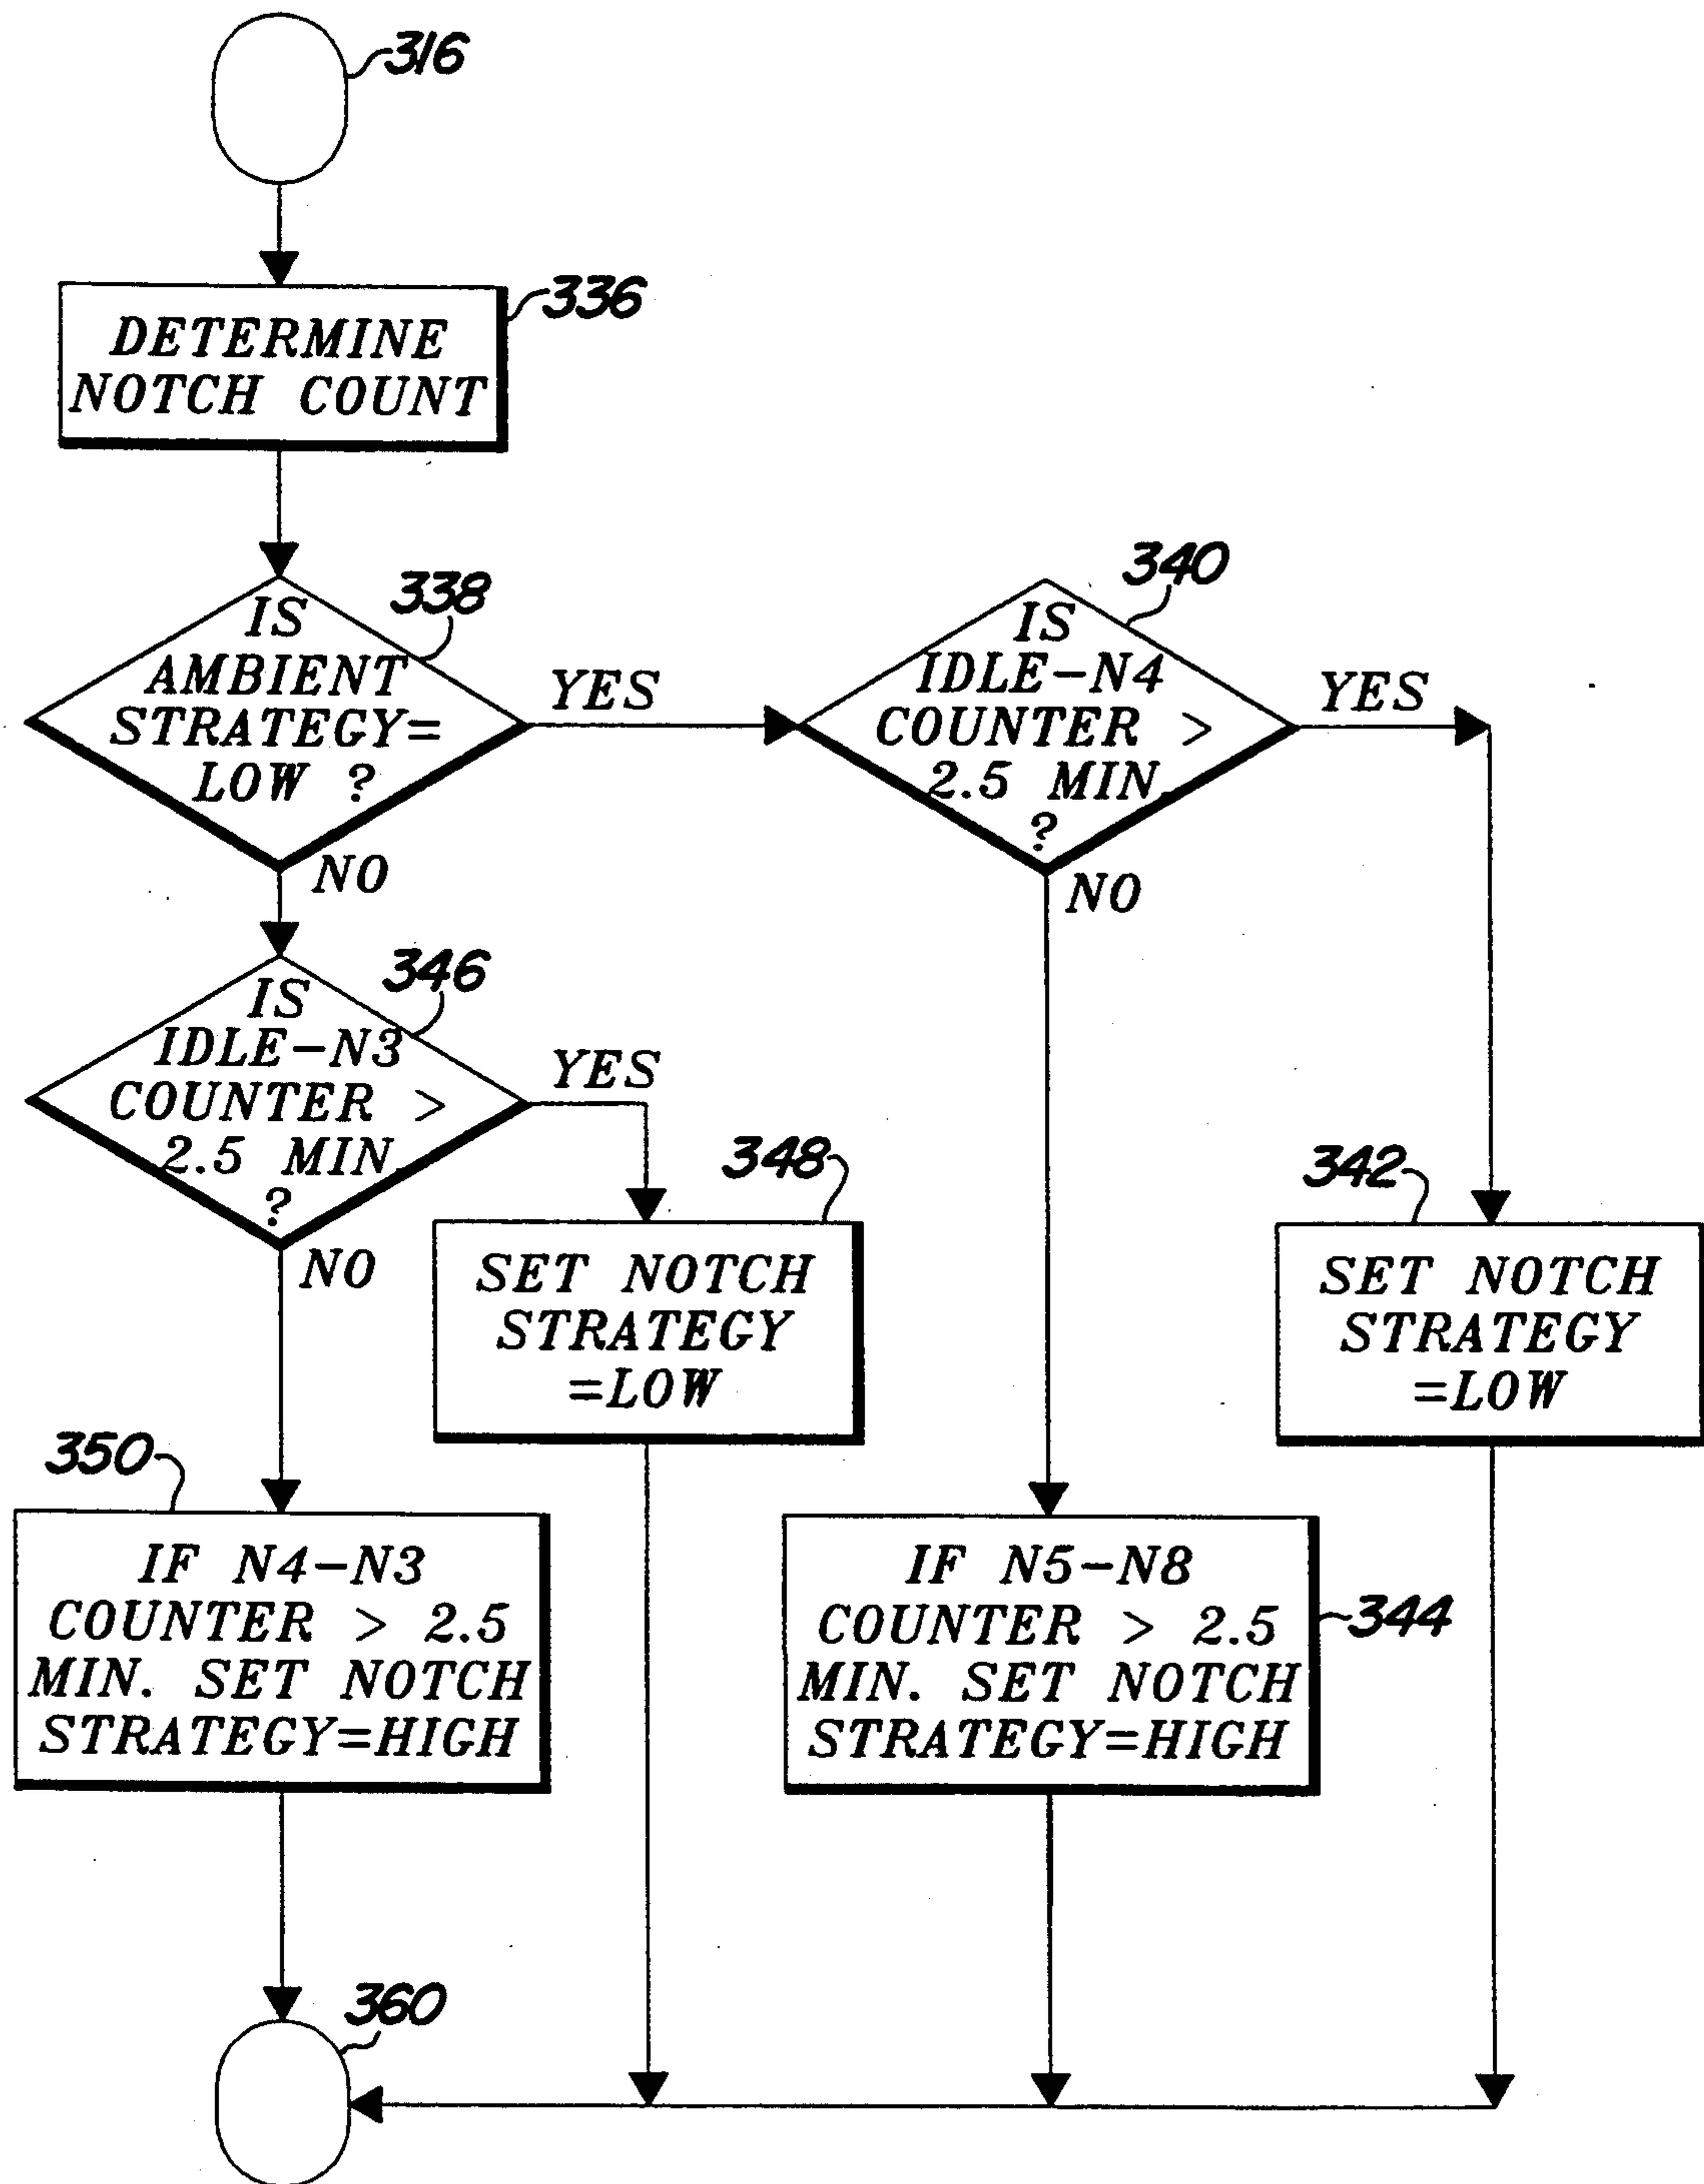 316
336
DETERMINE
NOTCH COUNT
338
IS
AMBIENT
STRATEGY=
LOW ?
YES
NO
340
IS
IDLE-N4
COUNTER >
2.5 MIN.
?
YES
NO
346
IS
IDLE-N3
COUNTER >
2.5 MIN.
?
YES
NO
348
SET NOTCH
STRATEGY
=LOW
342
SET NOTCH
STRATEGY
=LOW
350
IF N4-N3
COUNTER > 2.5
MIN. SET NOTCH
STRATEGY=HIGH
IF N5-N8
COUNTER > 2.5
MIN. SET NOTCH
STRATEGY=HIGH
344
360